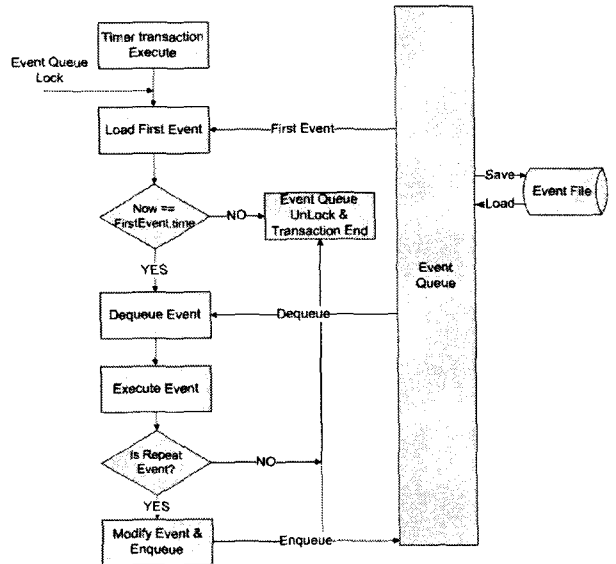 Timer transaction
Execute
Event Queue
Lock
Load First Event
First Event
Save
Load
Event File
Now ==
FirstEvent.time
NO
Event Queue
UnLock &
Transaction End
YES
Event
Queue
Dequeue Event
Dequeue
Execute Event
Is Repeat
Event?
NO
YES
Modify Event &
Enqueue
Enqueue